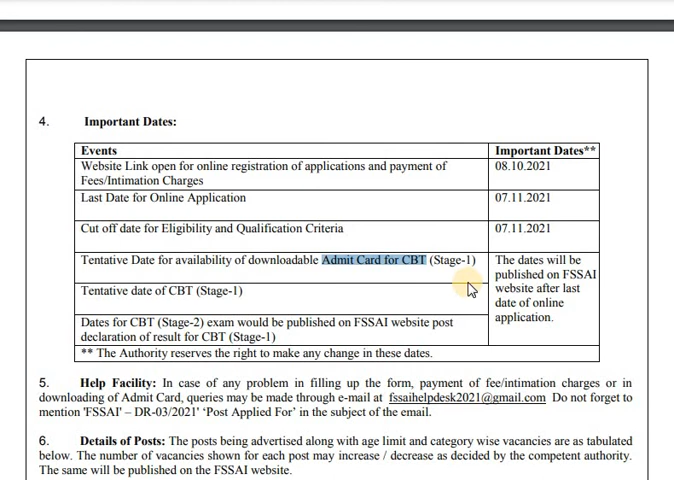 4. Important Dates:
Events Important Dates**
Website Link open for online registration of applications and payment of 08.10.2021
Fees/Intimation Charges
Last Date for Online Application 07.11.2021
Cut off date for Eligibility and Qualification Criteria 07.11.2021
Tentative Date for availability of downloadable Admit Card for CBT (Stage-1)
Tentative date of CBT (Stage-1)
Dates for CBT (Stage-2) exam would be published on FSSAI website post
declaration of result for CBT (Stage-1)
The dates will be
published on FSSAI
website after last
date of online
application.
** The Authority reserves the right to make any change in these dates.
5. Help Facility: In case of any problem in filling up the form, payment of fee/intimation charges or in
downloading of Admit Card, queries may be made through e-mail at fssaihelpdesk2021@gmail.com Do not forget to
mention 'FSSAI' – DR-03/2021' ‘Post Applied For’ in the subject of the email.
6. Details of Posts: The posts being advertised along with age limit and category wise vacancies are as tabulated
below. The number of vacancies shown for each post may increase / decrease as decided by the competent authority.
The same will be published on the FSSAI website.